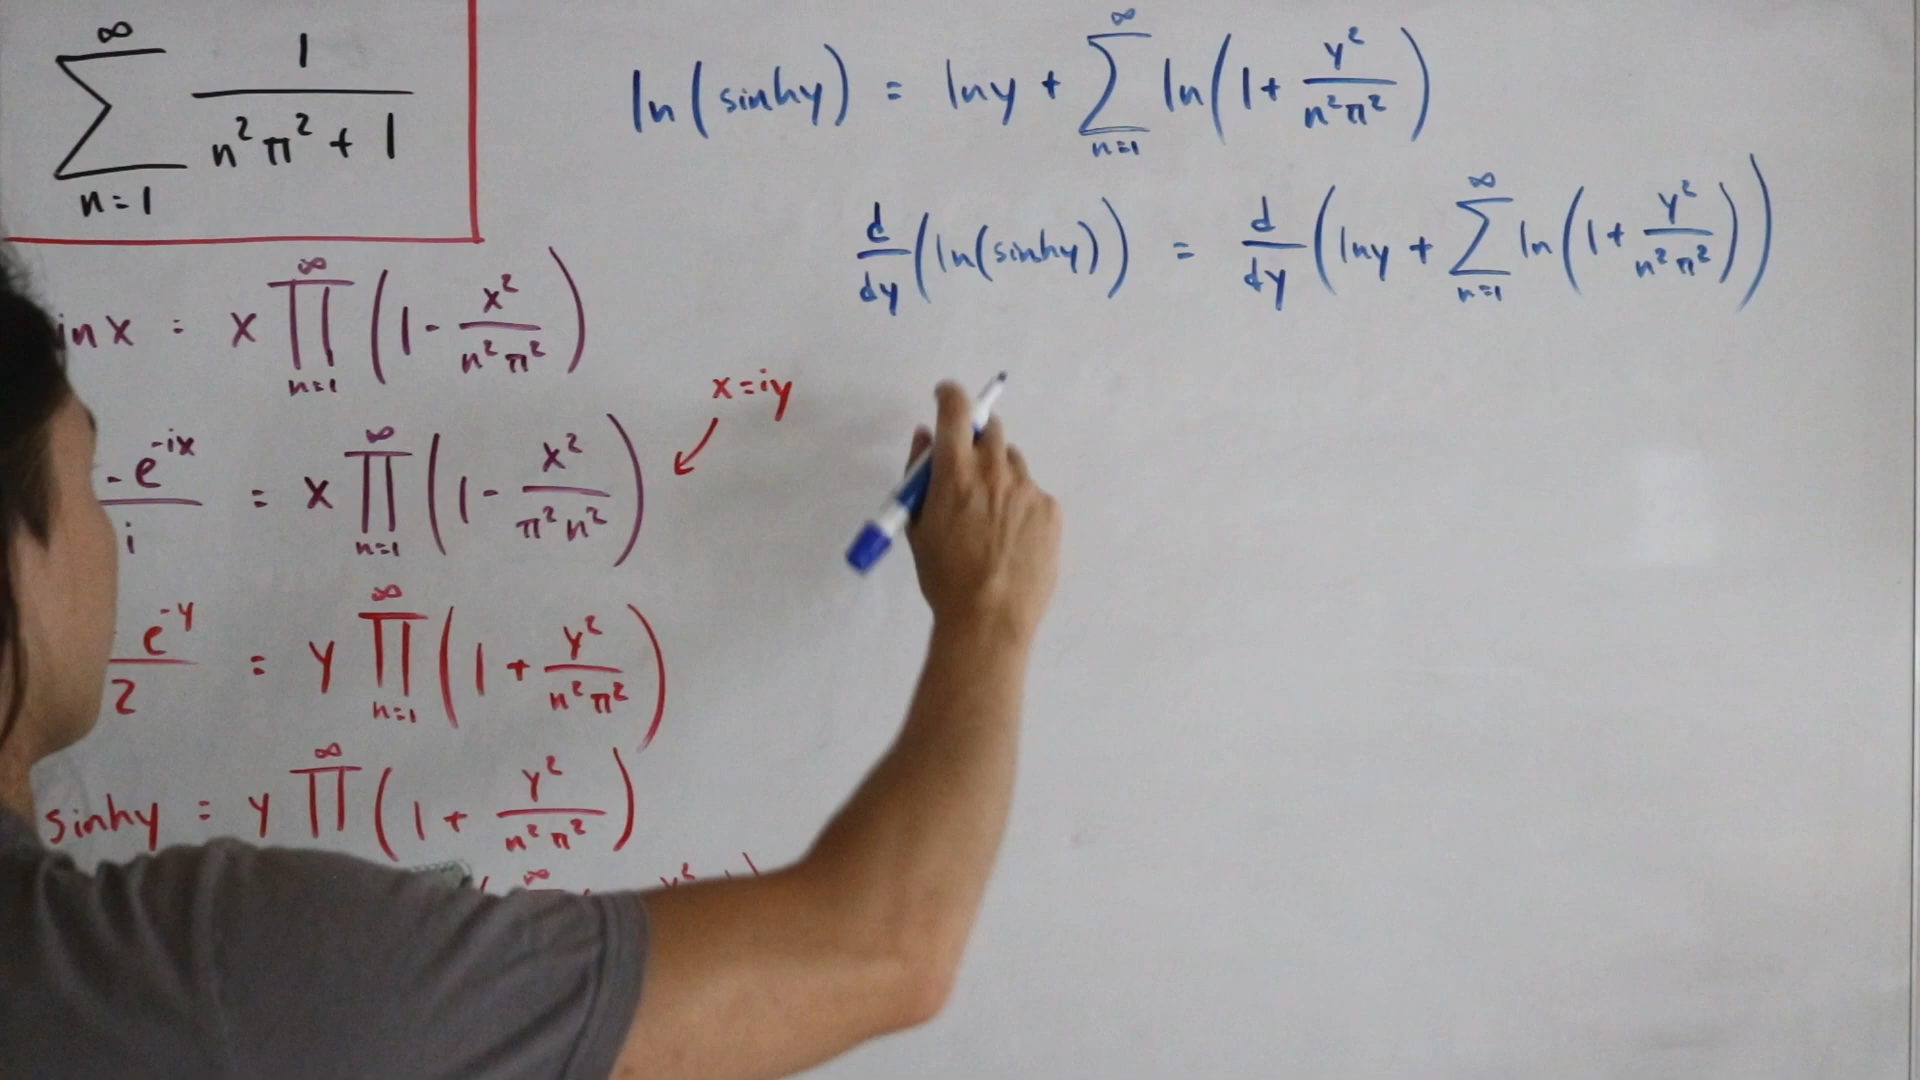 ∞
∑ 1/(n²π² + 1)
n=1
in x = x ∏ (1 - x²/(n²π²))
∞ n=1
x=iy
- e^(-ix) / i = x ∏ (1 - x²/(π²n²))
∞ n=1
e^(-y) / 2 = y ∏ (1 + y²/(n²π²))
∞ n=1
sinhy = y ∏ (1 + y²/(n²π²))
∞
∞ y²
ln(sinhy) = lny + ∑ ln(1 + y²/(n²π²))
∞ n=1
d/dy (ln(sinhy)) = d/dy (lny + ∑ ln(1 + y²/(n²π²)))
∞ n=1